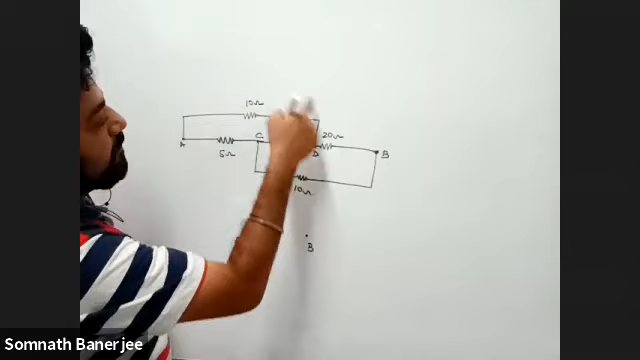 10Ω
A
5Ω
C
D
20Ω
B
10Ω
B
Somnath Banerjee